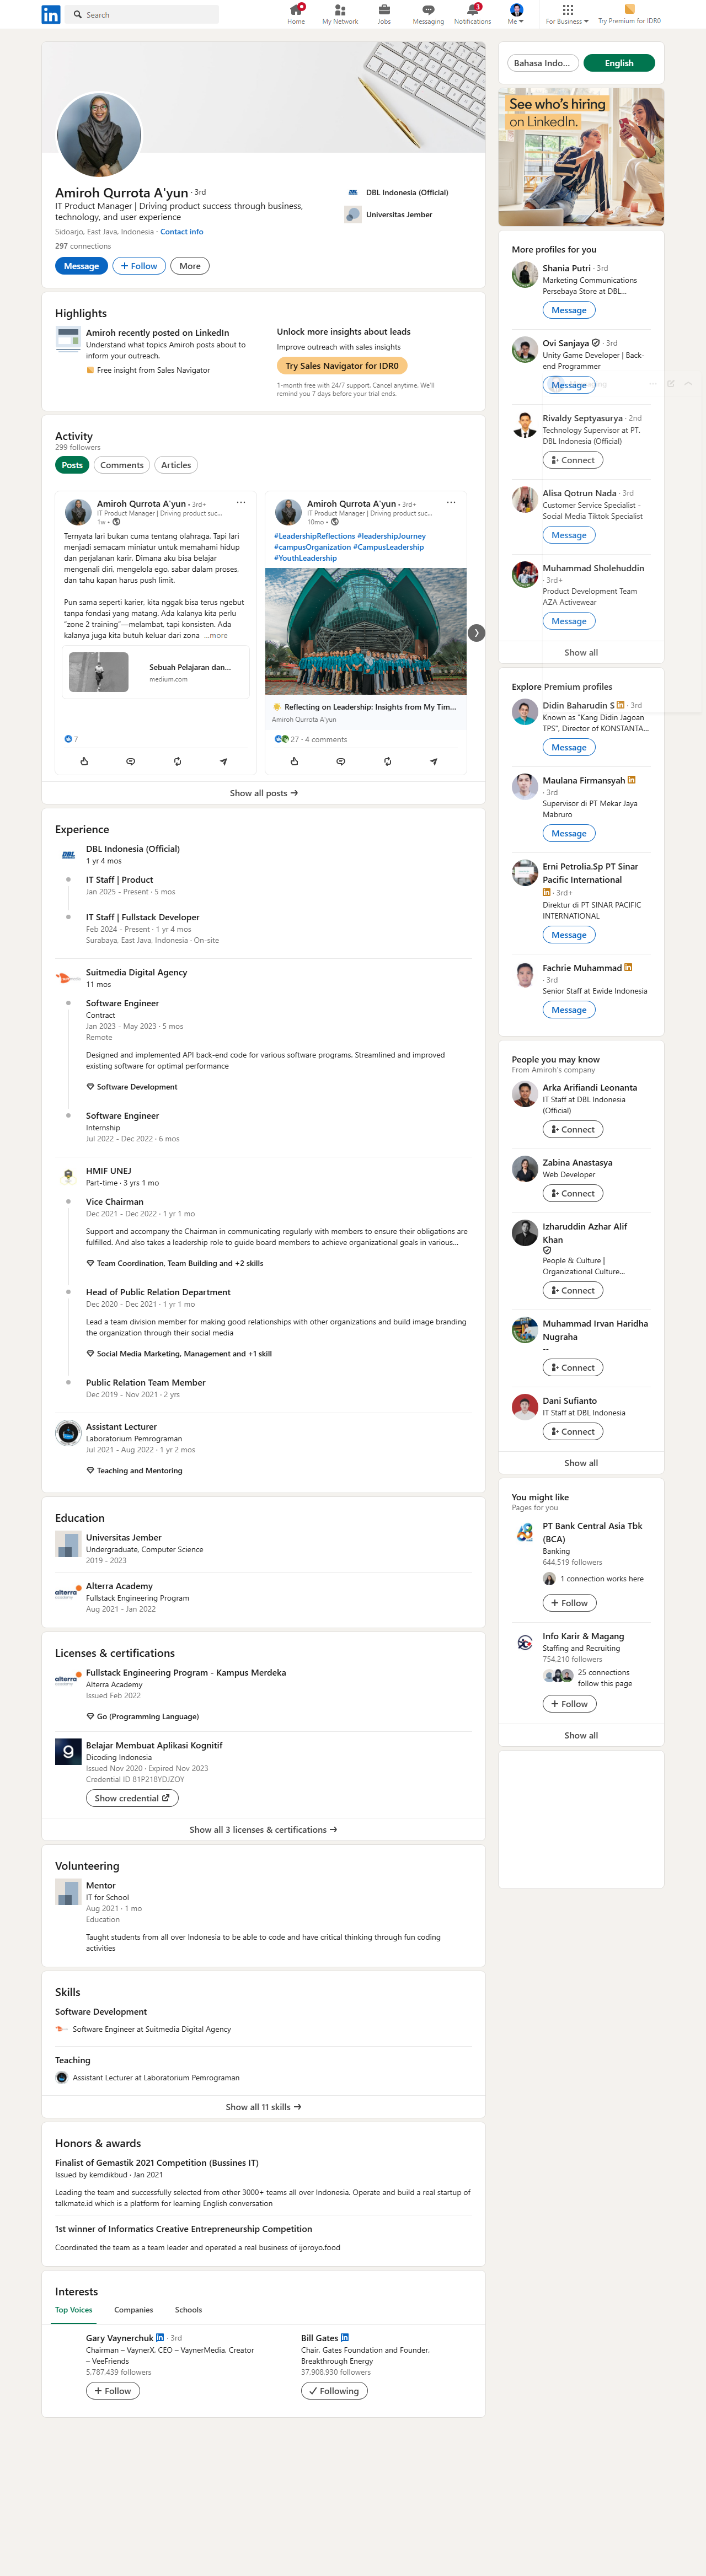 Search
Home
My Network
Jobs
Messaging
3
Notifications
Me
For Business
Try Premium for IDR0
Amiroh Qurrota A'yun · 3rd
IT Product Manager | Driving product success through business,
technology, and user experience
Sidoarjo, East Java, Indonesia · Contact info
297 connections
DBL Indonesia (Official)
Universitas Jember
Message
Follow
More
Highlights
Amiroh recently posted on LinkedIn
Understand what topics Amiroh posts about to
inform your outreach.
Free insight from Sales Navigator
Unlock more insights about leads
Improve outreach with sales insights
Try Sales Navigator for IDR0
1-month free with 24/7 support. Cancel anytime. We'll
remind you 7 days before your trial ends.
Activity
299 followers
Posts
Comments
Articles
Amiroh Qurrota A'yun • 3rd+
IT Product Manager | Driving product suc...
1w •
Ternyata lari bukan cuma tentang olahraga. Tapi lari
menjadi semacam miniatur untuk memahami hidup
dan perjalanan karir. Dimana aku bisa belajar
mengenali diri, mengelola ego, sabar dalam proses,
dan tahu kapan harus push limit.
Pun sama seperti karier, kita nggak bisa terus ngebut
tanpa fondasi yang matang. Ada kalanya kita perlu
“zone 2 training”—melambat, tapi konsisten. Ada
kalanya juga kita butuh keluar dari zona ...more
Sebuah Pelajaran dan...
medium.com
7
Amiroh Qurrota A'yun • 3rd+
IT Product Manager | Driving product suc...
10mo •
#LeadershipReflections #leadershipJourney
#campusOrganization #CampusLeadership
#YouthLeadership
Reflecting on Leadership: Insights from My Tim...
Amiroh Qurrota A'yun
27 • 4 comments
Show all posts →
Experience
DBL
DBL Indonesia (Official)
1 yr 4 mos
IT Staff | Product
Jan 2025 - Present · 5 mos
IT Staff | Fullstack Developer
Feb 2024 - Present · 1 yr 4 mos
Surabaya, East Java, Indonesia · On-site
Suitmedia Digital Agency
11 mos
Software Engineer
Contract
Jan 2023 - May 2023 · 5 mos
Remote
Designed and implemented API back-end code for various software programs. Streamlined and improved
existing software for optimal performance
Software Development
Software Engineer
Internship
Jul 2022 - Dec 2022 · 6 mos
HMIF UNEJ
Part-time · 3 yrs 1 mo
Vice Chairman
Dec 2021 - Dec 2022 · 1 yr 1 mo
Support and accompany the Chairman in communicating regularly with members to ensure their obligations are
fulfilled. And also takes a leadership role to guide board members to achieve organizational goals in various...
Team Coordination, Team Building and +2 skills
Head of Public Relation Department
Dec 2020 - Dec 2021 · 1 yr 1 mo
Lead a team division member for making good relationships with other organizations and build image branding
the organization through their social media
Social Media Marketing, Management and +1 skill
Public Relation Team Member
Dec 2019 - Nov 2021 · 2 yrs
Assistant Lecturer
Laboratorium Pemrograman
Jul 2021 - Aug 2022 · 1 yr 2 mos
Teaching and Mentoring
Education
Universitas Jember
Undergraduate, Computer Science
2019 - 2023
alterra academy
Alterra Academy
Fullstack Engineering Program
Aug 2021 - Jan 2022
Licenses & certifications
alterra academy
Fullstack Engineering Program - Kampus Merdeka
Alterra Academy
Issued Feb 2022
Go (Programming Language)
Belajar Membuat Aplikasi Kognitif
Dicoding Indonesia
Issued Nov 2020 · Expired Nov 2023
Credential ID 81P218YDJZOY
Show credential
Show all 3 licenses & certifications →
Volunteering
Mentor
IT for School
Aug 2021 · 1 mo
Education
Taught students from all over Indonesia to be able to code and have critical thinking through fun coding
activities
Skills
Software Development
Software Engineer at Suitmedia Digital Agency
Teaching
Assistant Lecturer at Laboratorium Pemrograman
Show all 11 skills →
Honors & awards
Finalist of Gemastik 2021 Competition (Bussines IT)
Issued by kemdikbud · Jan 2021
Leading the team and successfully selected from other 3000+ teams all over Indonesia. Operate and build a real startup of
talkmate.id which is a platform for learning English conversation
1st winner of Informatics Creative Entrepreneurship Competition
Coordinated the team as a team leader and operated a real business of ijoroyo.food
Interests
Top Voices
Companies
Schools
Gary Vaynerchuk · 3rd
Chairman – VaynerX, CEO – VaynerMedia, Creator
– VeeFriends
5,787,439 followers
Follow
Bill Gates
Chair, Gates Foundation and Founder,
Breakthrough Energy
37,908,930 followers
Following
Bahasa Indo...
English
See who's hiring
on LinkedIn.
More profiles for you
Shania Putri · 3rd
Marketing Communications
Persebaya Store at DBL...
Message
Ovi Sanjaya · 3rd
Unity Game Developer | Back-
end Programmer
Message
Rivaldy Septyasurya · 2nd
Technology Supervisor at PT.
DBL Indonesia (Official)
Connect
Alisa Qotrun Nada · 3rd
Customer Service Specialist -
Social Media Tiktok Specialist
Message
Muhammad Sholehuddin
· 3rd+
Product Development Team
AZA Activewear
Message
Show all
Explore Premium profiles
Didin Baharudin S · 3rd
Known as "Kang Didin Jagoan
TPS", Director of KONSTANTA...
Message
Maulana Firmansyah
· 3rd
Supervisor di PT Mekar Jaya
Mabruro
Message
Erni Petrolia.Sp PT Sinar
Pacific International
· 3rd+
Direktur di PT SINAR PACIFIC
INTERNATIONAL
Message
Fachrie Muhammad
· 3rd
Senior Staff at Ewide Indonesia
Message
People you may know
From Amiroh's company
Arka Arifiandi Leonanta
IT Staff at DBL Indonesia
(Official)
Connect
Zabina Anastasya
Web Developer
Connect
Izharuddin Azhar Alif
Khan
People & Culture |
Organizational Culture...
Connect
Muhammad Irvan Haridha
Nugraha
--
Connect
Dani Sufianto
IT Staff at DBL Indonesia
Connect
Show all
You might like
Pages for you
PT Bank Central Asia Tbk
(BCA)
Banking
644,519 followers
1 connection works here
Follow
Info Karir & Magang
Staffing and Recruiting
754,210 followers
25 connections
follow this page
Follow
Show all